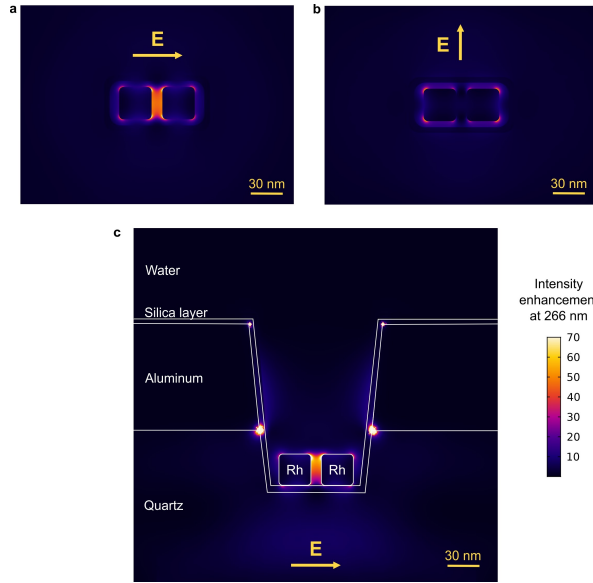 a
E
30 nm
b
E
30 nm
c
Water
Silica layer
Aluminum
Rh
Rh
Quartz
E
30 nm
Intensity
enhancemen
at 266 nm
70
60
50
40
30
20
10